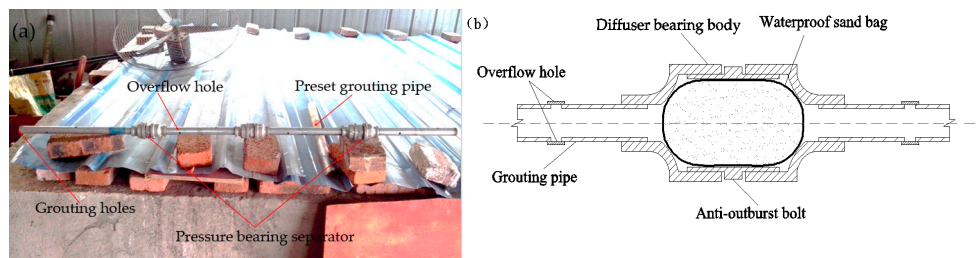 (a)
Overflow hole
Preset grouting pipe
Grouting holes
Pressure bearing separator
(b)
Diffuser bearing body
Waterproof sand bag
Overflow hole
Grouting pipe
Anti-outburst bolt